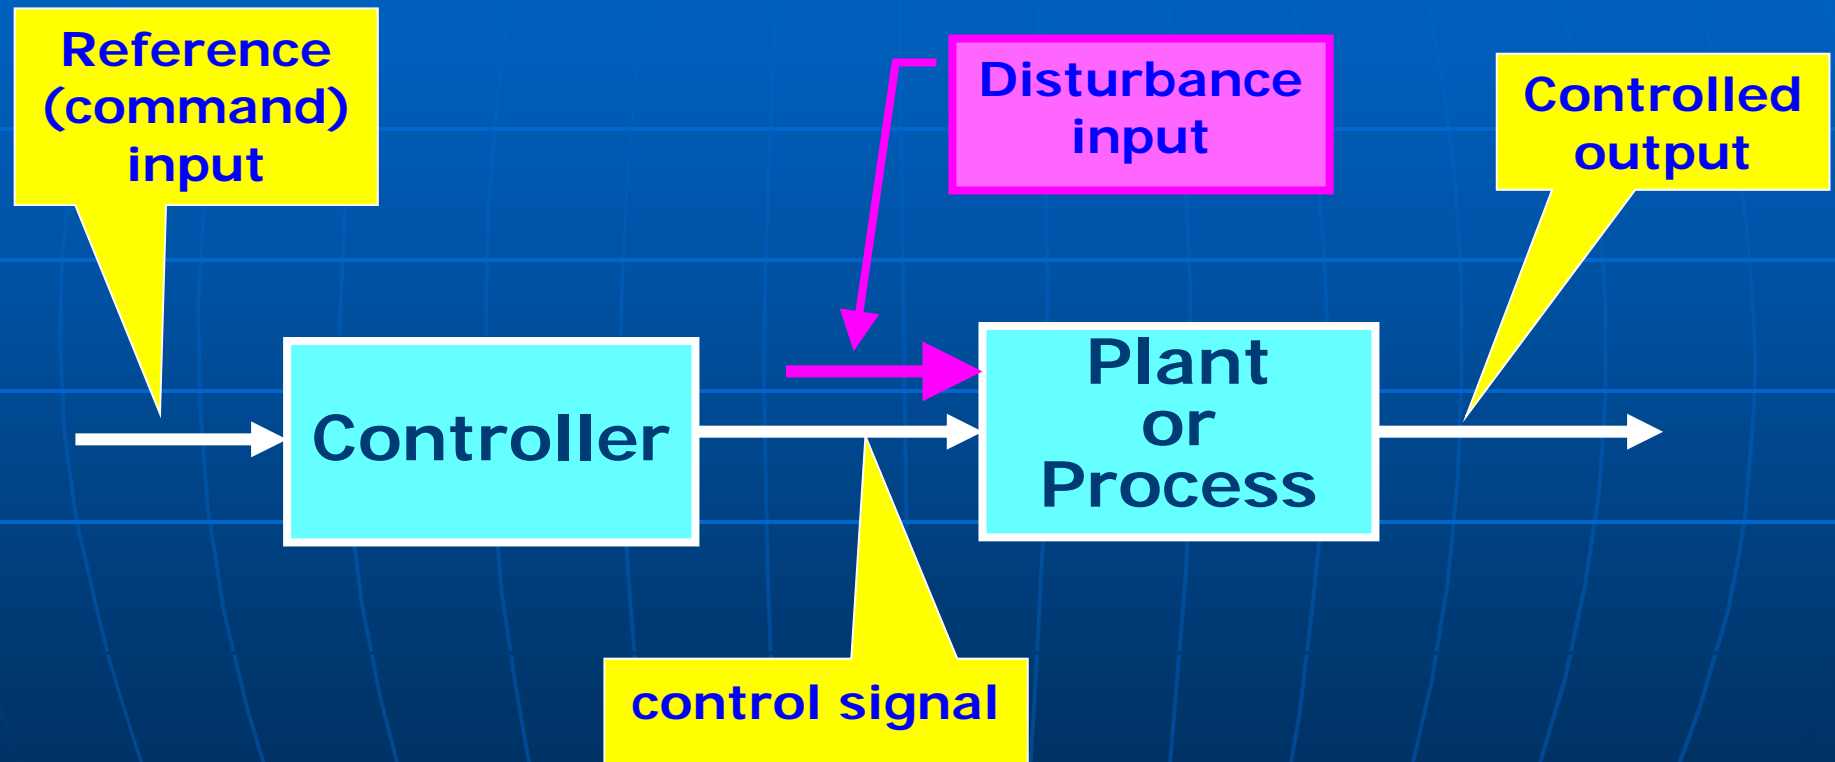 Reference
(command)
input
Disturbance
input
Controlled
output
Controller
Plant
or
Process
control signal